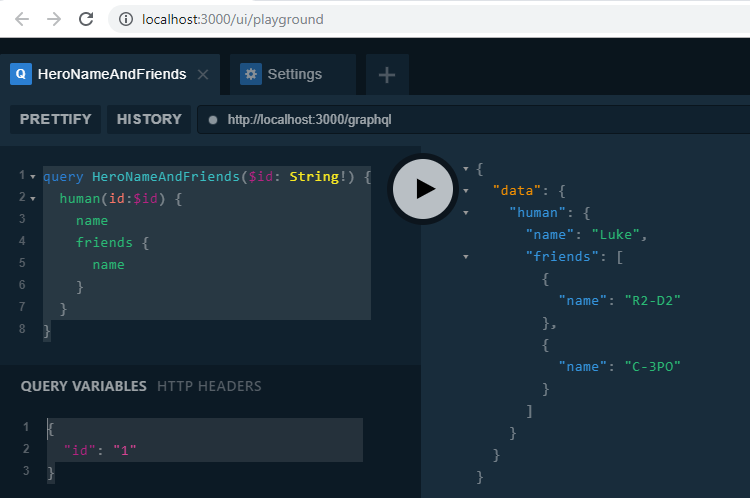 localhost:3000/ui/playground
Q HeroNameAndFriends
Settings
PRETTIFY HISTORY http://localhost:3000/graphql
1 query HeroNameAndFriends($id: String!) {
2 human(id:$id) {
3 name
4 friends {
5 name
6 }
7 }
8 }
QUERY VARIABLES HTTP HEADERS
1 {
2 "id": "1"
3 }
{
"data": {
"human": {
"name": "Luke",
"friends": [
{
"name": "R2-D2"
},
{
"name": "C-3PO"
}
]
}
}
}